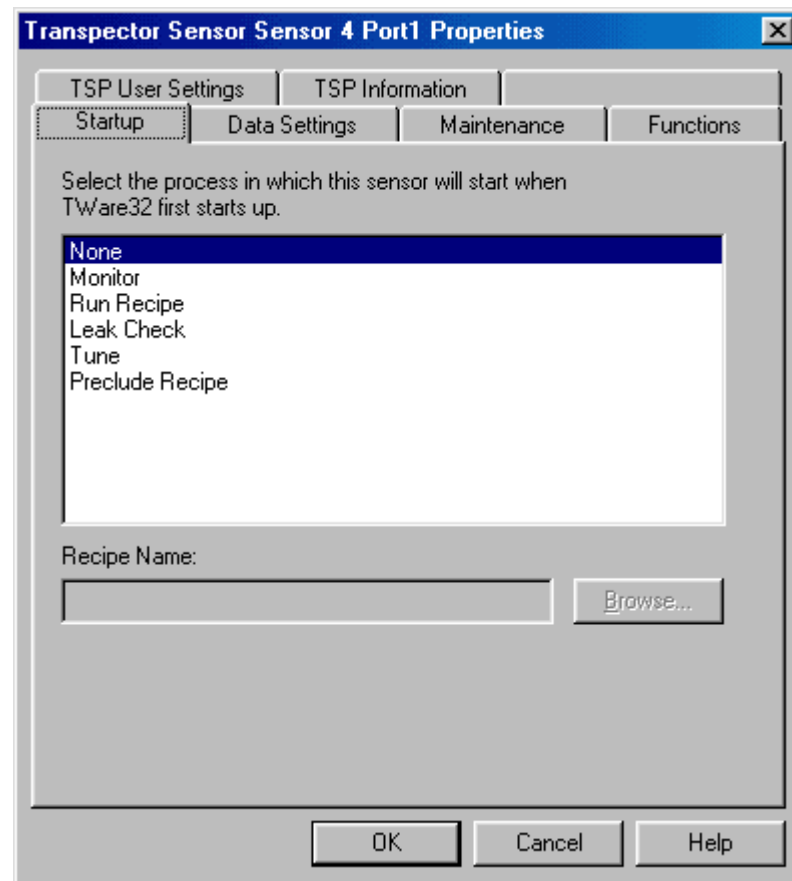 Transpector Sensor Sensor 4 Port1 Properties
TSP User Settings
TSP Information
Startup
Data Settings
Maintenance
Functions
Select the process in which this sensor will start when
TWare32 first starts up.
None
Monitor
Run Recipe
Leak Check
Tune
Preclude Recipe
Recipe Name:
Browse...
OK
Cancel
Help